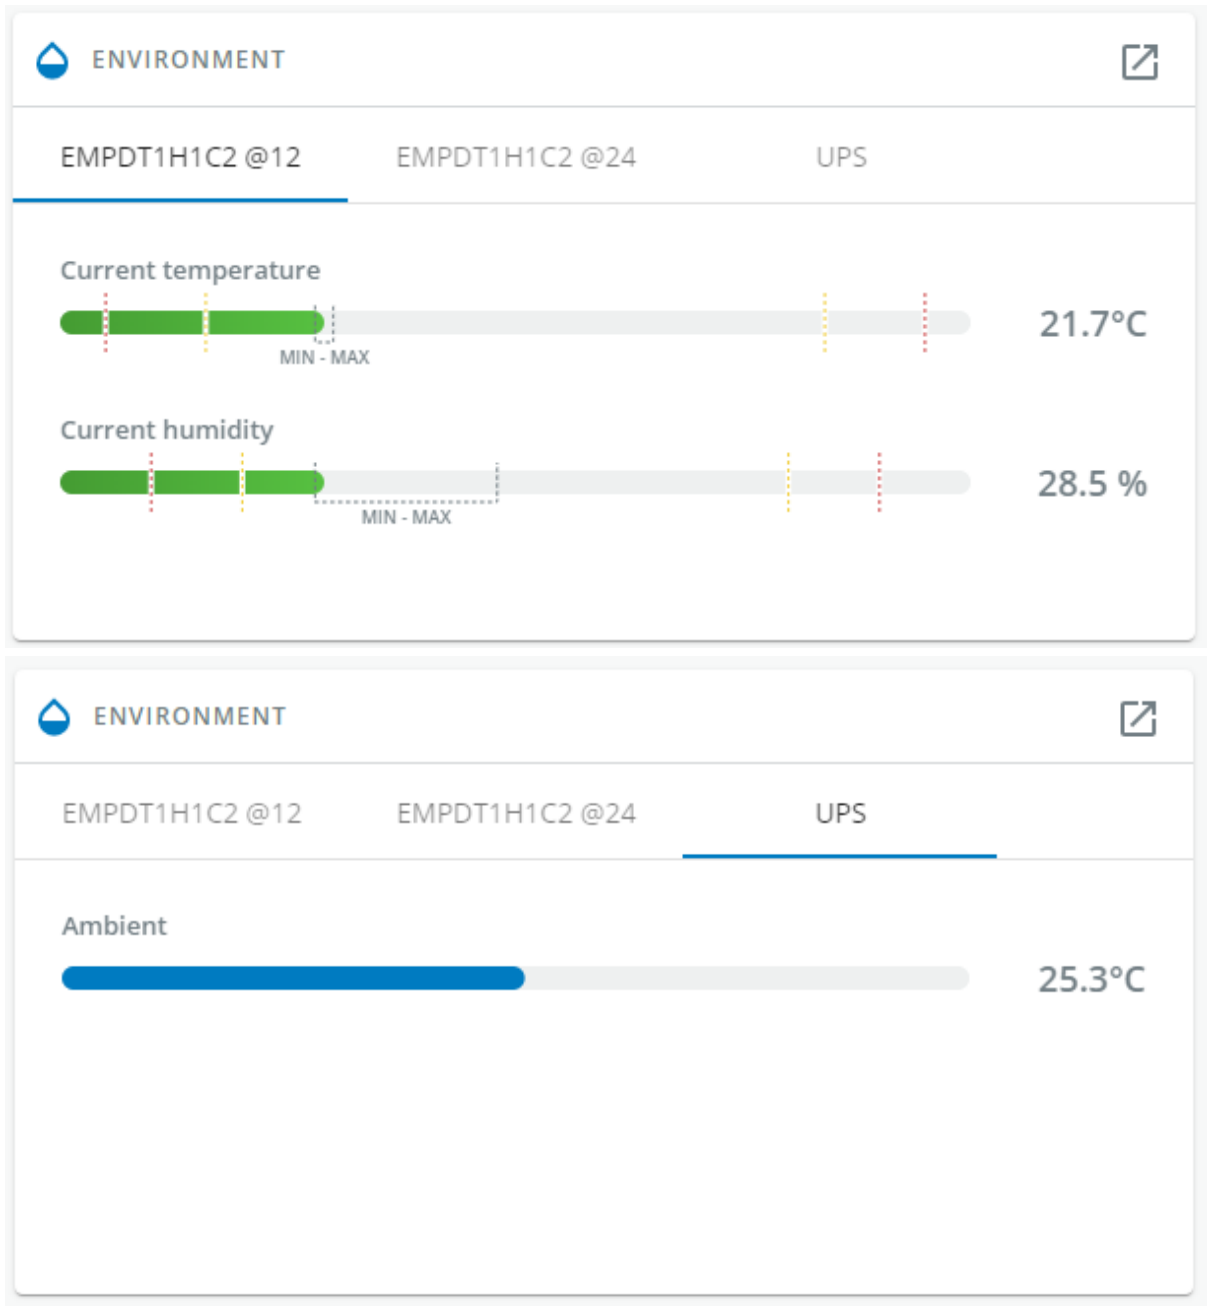 ENVIRONMENT
EMPDT1H1C2 @12 EMPDT1H1C2 @24 UPS
Current temperature
21.7°C
MIN - MAX
Current humidity
28.5 %
MIN - MAX
ENVIRONMENT
EMPDT1H1C2 @12 EMPDT1H1C2 @24 UPS
Ambient
25.3°C